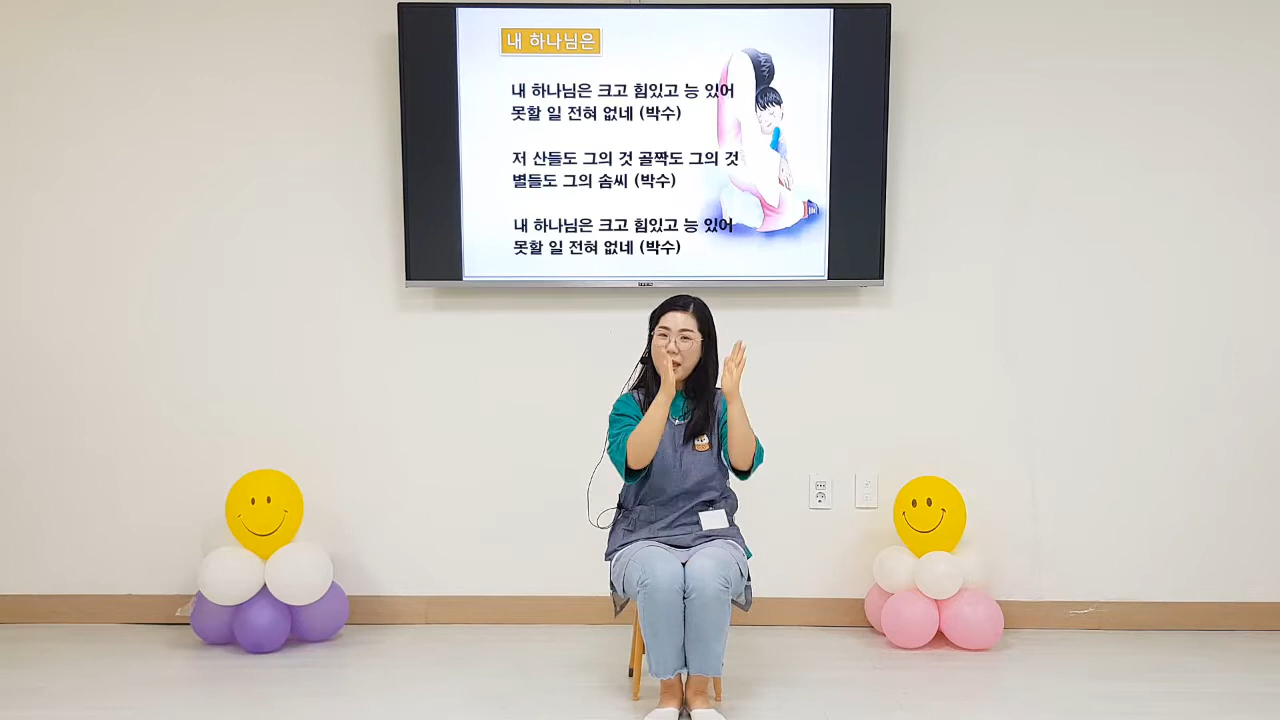 내 하나님은
내 하나님은 크고 힘있고 능 있어
못할 일 전혀 없네 (박수)
저 산들도 그의 것 골짝도 그의 것
별들도 그의 솜씨 (박수)
내 하나님은 크고 힘있고 능 있어
못할 일 전혀 없네 (박수)